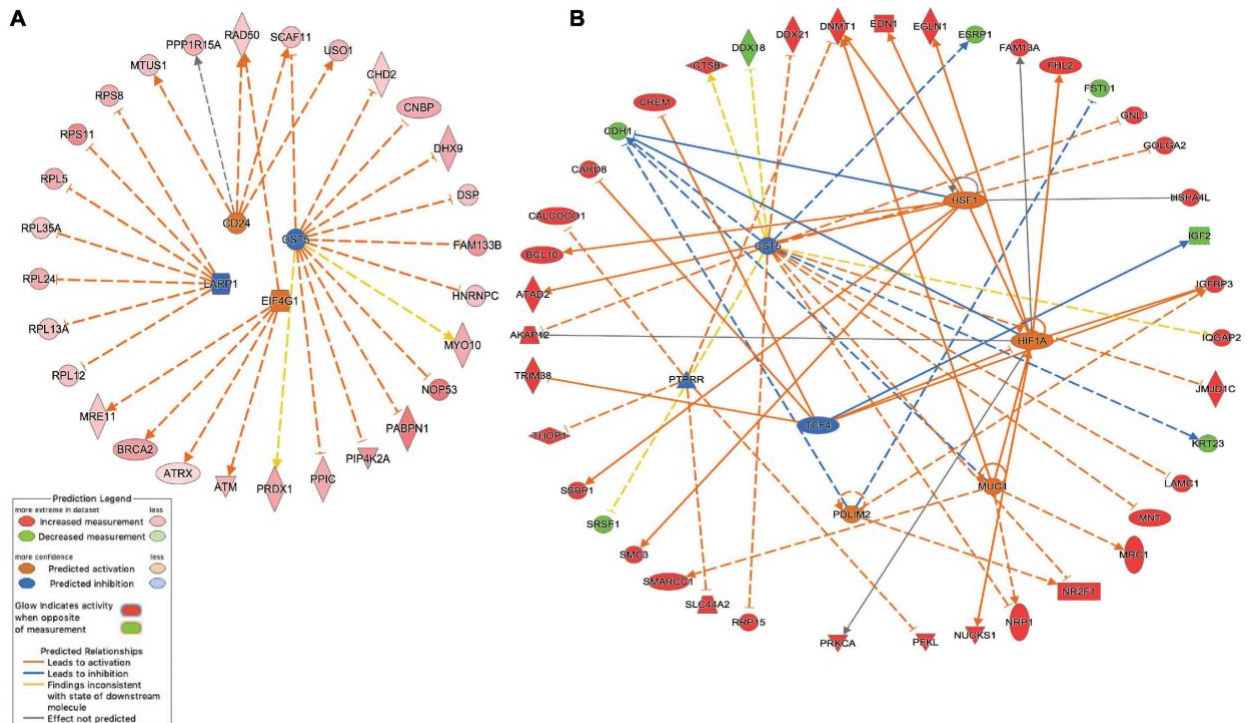 A
RAD50
SCAF11
PPP1R15A
USO1
MTUS1
CHD2
RPS8
CNBP
RPS11
DHX9
RPL5
DSP
CD24
CST5
RPL35A
FAM133B
RPL24
LARP1
EIF4G1
HNRNPC
RPL13A
MYO10
RPL12
NOP53
MRE11
PABPN1
BRCA2
PIP4K2A
ATRX
ATM
PRDX1
PPIC
Prediction Legend
more extreme in dataset less
Increased measurement
Decreased measurement
more confidence less
Predicted activation
Predicted inhibition
Glow Indicates activity
when opposite
of measurement
Predicted Relationships
Leads to activation
Leads to inhibition
Findings inconsistent
with state of downstream
molecule
Effect not predicted
B
DNMT1
EDN1
EGLN1
DDX21
ESRP1
DDX18
FAM13A
CTSB
FHL2
CREM
FSTL1
CDH1
GNL3
GOLGA2
CARD8
HSPA4L
HSF1
CALCOCO1
IGF2
BCL10
CST5
IGFBP3
ATAD2
AKAP12
HIF1A
IQGAP2
TRIM38
PTPRR
JMJD1C
TCF4
THOP1
KRT23
SSBP1
MUC1
LAMC1
PDLIM2
SRSF1
MNT
SMC3
MRC1
SMARCC1
NR2F1
SLC44A2
RRP15
NRP1
PRKCA
PFKL
NUCKS1